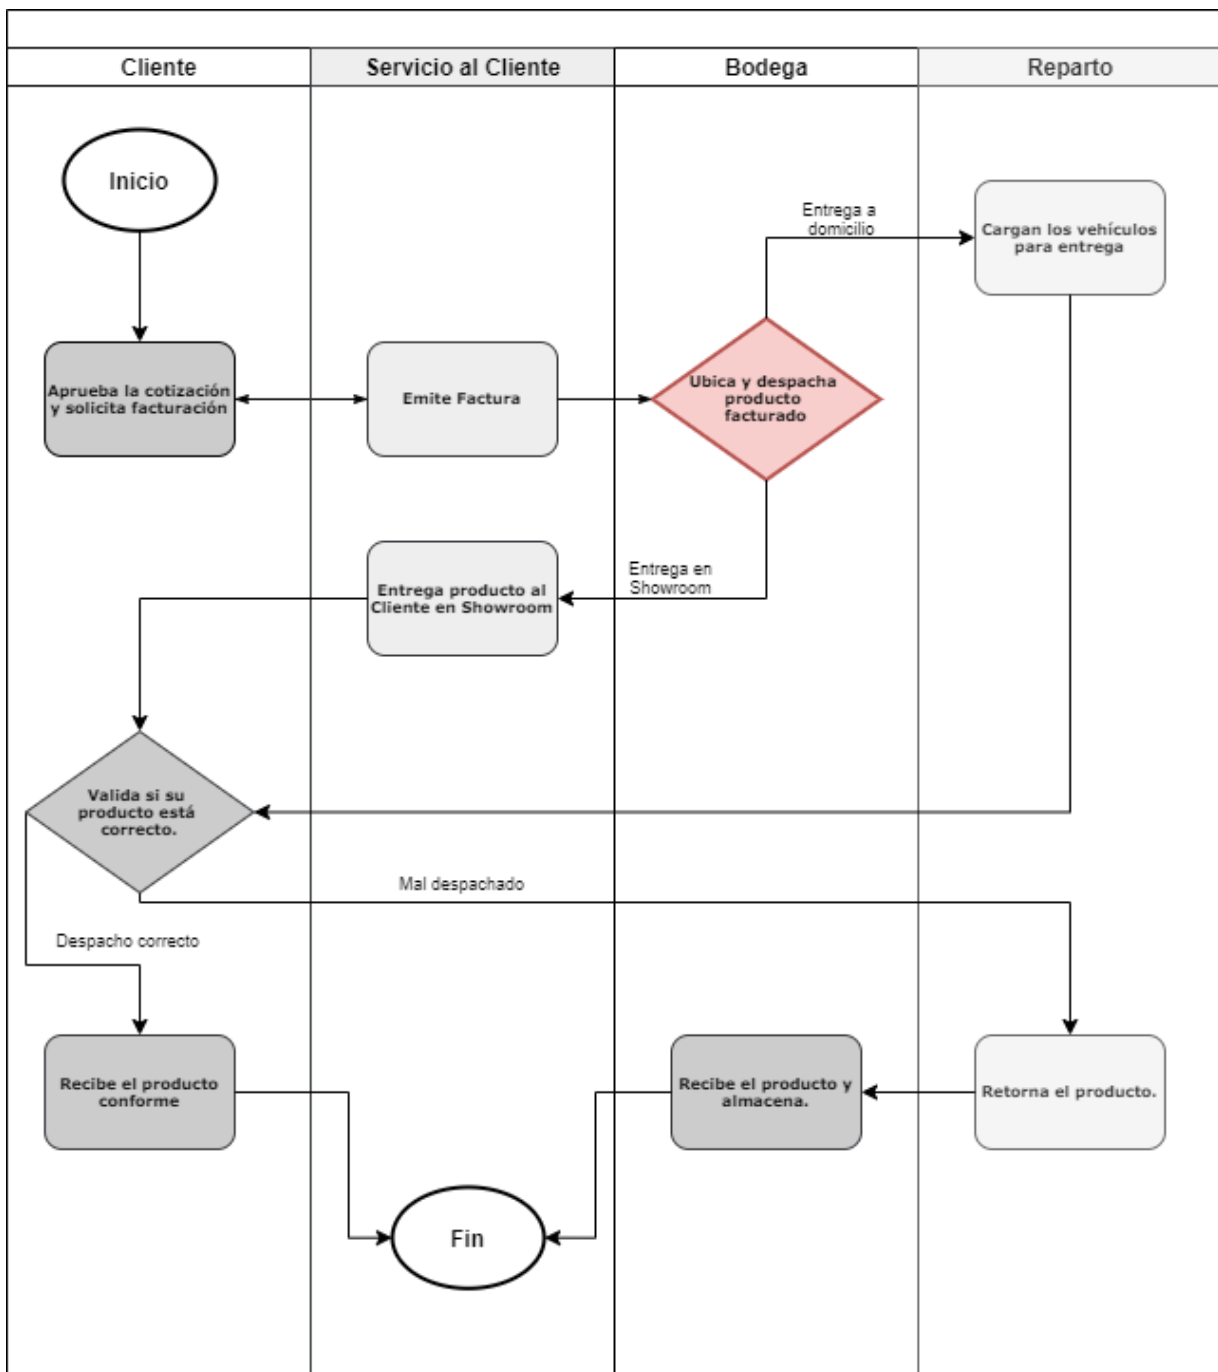 Cliente
Servicio al Cliente
Bodega
Reparto
Inicio
Entrega a
domicilio
Cargan los vehículos
para entrega
Aprueba la cotización
y solicita facturación
Emite Factura
Ubica y despacha
producto
facturado
Entrega producto al
Cliente en Showroom
Entrega en
Showroom
Valida si su
producto está
correcto.
Mal despachado
Despacho correcto
Recibe el producto
conforme
Recibe el producto y
almacena.
Retorna el producto.
Fin